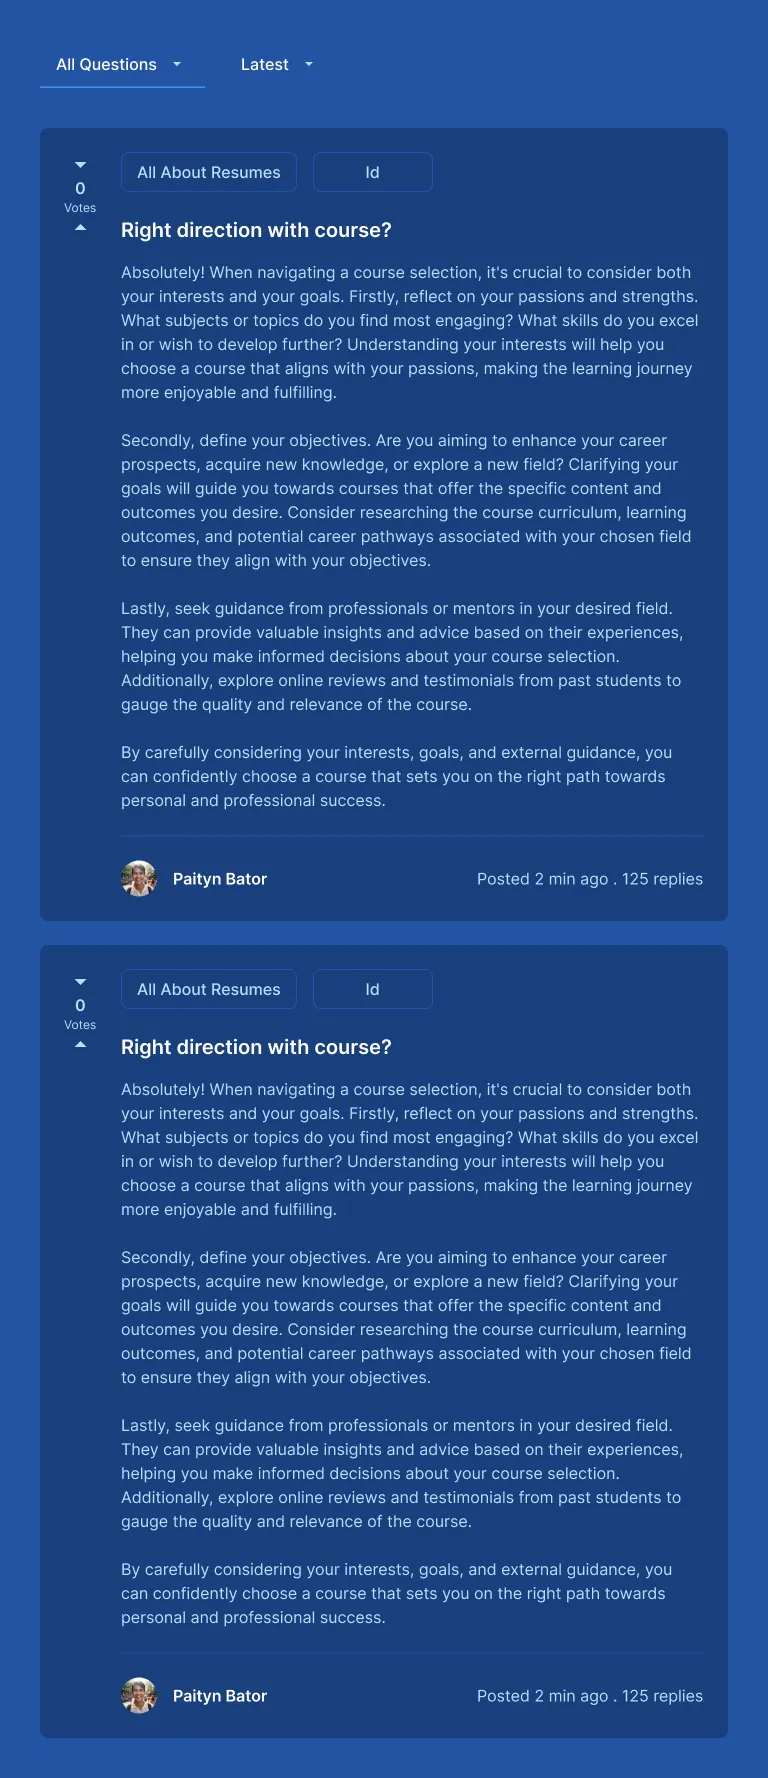 All Questions
Latest
All About Resumes
Id
0
Votes
Right direction with course?
Absolutely! When navigating a course selection, it's crucial to consider both
your interests and your goals. Firstly, reflect on your passions and strengths.
What subjects or topics do you find most engaging? What skills do you excel
in or wish to develop further? Understanding your interests will help you
choose a course that aligns with your passions, making the learning journey
more enjoyable and fulfilling.
Secondly, define your objectives. Are you aiming to enhance your career
prospects, acquire new knowledge, or explore a new field? Clarifying your
goals will guide you towards courses that offer the specific content and
outcomes you desire. Consider researching the course curriculum, learning
outcomes, and potential career pathways associated with your chosen field
to ensure they align with your objectives.
Lastly, seek guidance from professionals or mentors in your desired field.
They can provide valuable insights and advice based on their experiences,
helping you make informed decisions about your course selection.
Additionally, explore online reviews and testimonials from past students to
gauge the quality and relevance of the course.
By carefully considering your interests, goals, and external guidance, you
can confidently choose a course that sets you on the right path towards
personal and professional success.
Paityn Bator
Posted 2 min ago . 125 replies
All About Resumes
Id
0
Votes
Right direction with course?
Absolutely! When navigating a course selection, it's crucial to consider both
your interests and your goals. Firstly, reflect on your passions and strengths.
What subjects or topics do you find most engaging? What skills do you excel
in or wish to develop further? Understanding your interests will help you
choose a course that aligns with your passions, making the learning journey
more enjoyable and fulfilling.
Secondly, define your objectives. Are you aiming to enhance your career
prospects, acquire new knowledge, or explore a new field? Clarifying your
goals will guide you towards courses that offer the specific content and
outcomes you desire. Consider researching the course curriculum, learning
outcomes, and potential career pathways associated with your chosen field
to ensure they align with your objectives.
Lastly, seek guidance from professionals or mentors in your desired field.
They can provide valuable insights and advice based on their experiences,
helping you make informed decisions about your course selection.
Additionally, explore online reviews and testimonials from past students to
gauge the quality and relevance of the course.
By carefully considering your interests, goals, and external guidance, you
can confidently choose a course that sets you on the right path towards
personal and professional success.
Paityn Bator
Posted 2 min ago . 125 replies